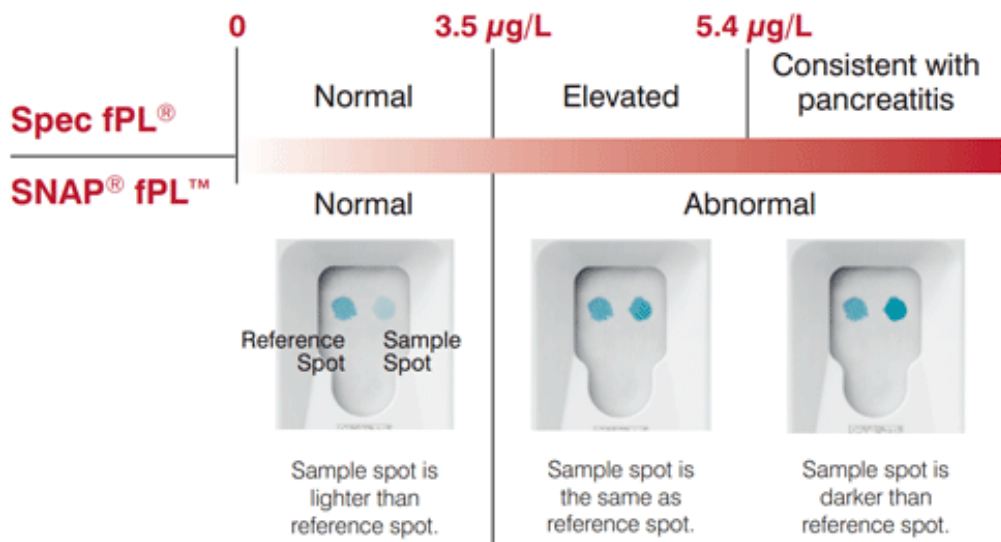 0 3.5 µg/L 5.4 µg/L
Spec fPL®
Normal
Elevated
Consistent with
pancreatitis
SNAP® fPL™
Normal
Abnormal
Reference
Spot
Sample
Spot
Sample spot is
lighter than
reference spot.
Sample spot is
the same as
reference spot.
Sample spot is
darker than
reference spot.